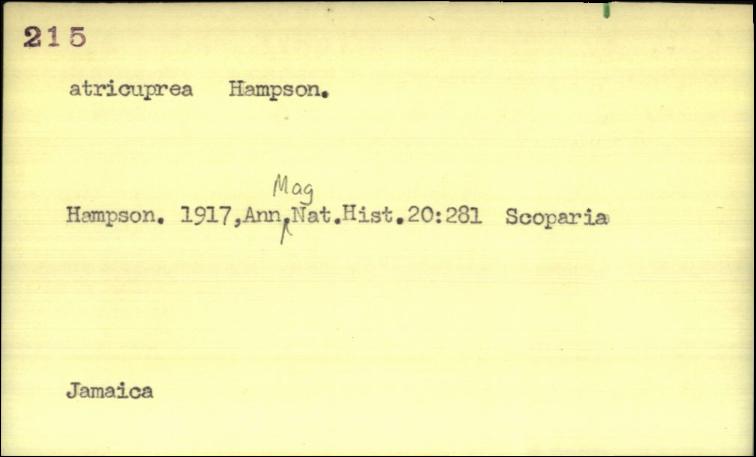 215
atricuprea Hampson.
Mag
Hampson. 1917,Ann.Nat.Hist.20:281 Scoparia
Jamaica